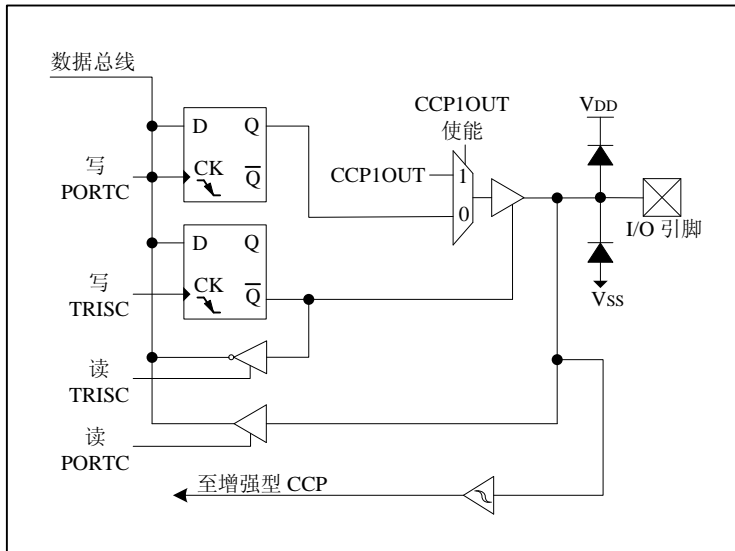 数据总线
D Q
CK Q
写
PORTC
CCP1OUT
使能
CCP1OUT
1
0
VDD
I/O 引脚
VSS
D Q
CK Q
写
TRISC
读
TRISC
读
PORTC
至增强型 CCP